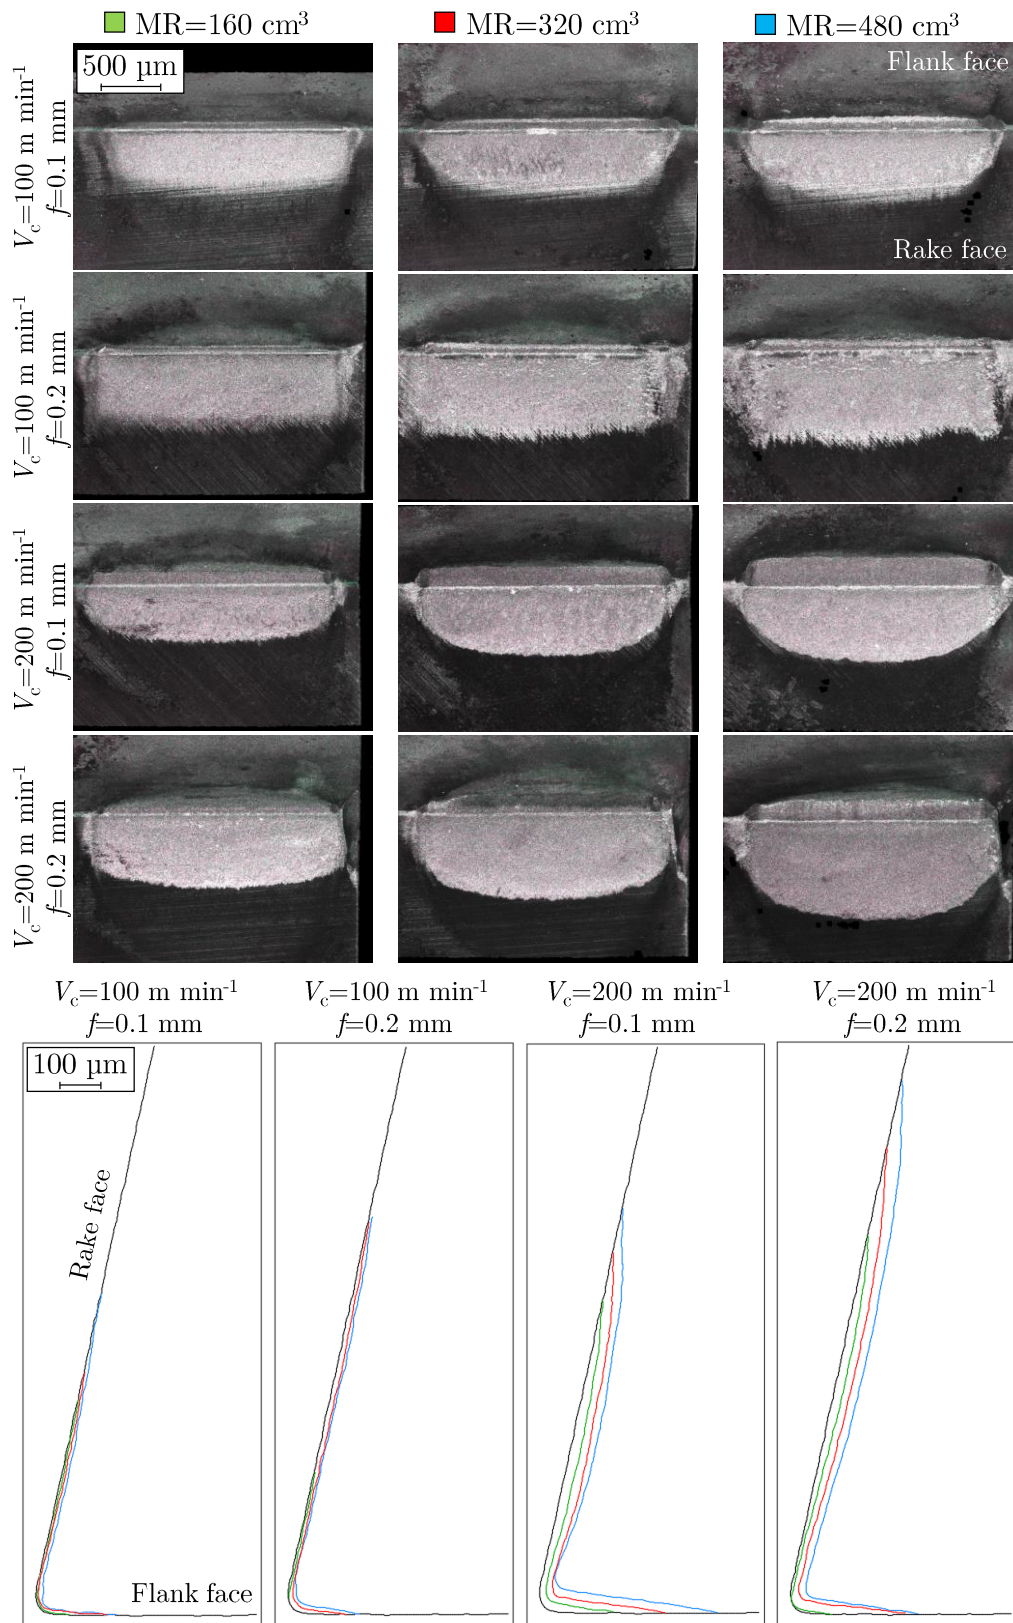 MR=160 cm³
MR=320 cm³
MR=480 cm³
500 µm
Flank face
Rake face
Vc=100 m min⁻¹
f=0.1 mm
Vc=100 m min⁻¹
f=0.2 mm
Vc=200 m min⁻¹
f=0.1 mm
Vc=200 m min⁻¹
f=0.2 mm
Vc=100 m min⁻¹
f=0.1 mm
Vc=100 m min⁻¹
f=0.2 mm
Vc=200 m min⁻¹
f=0.1 mm
Vc=200 m min⁻¹
f=0.2 mm
100 µm
Rake face
Flank face